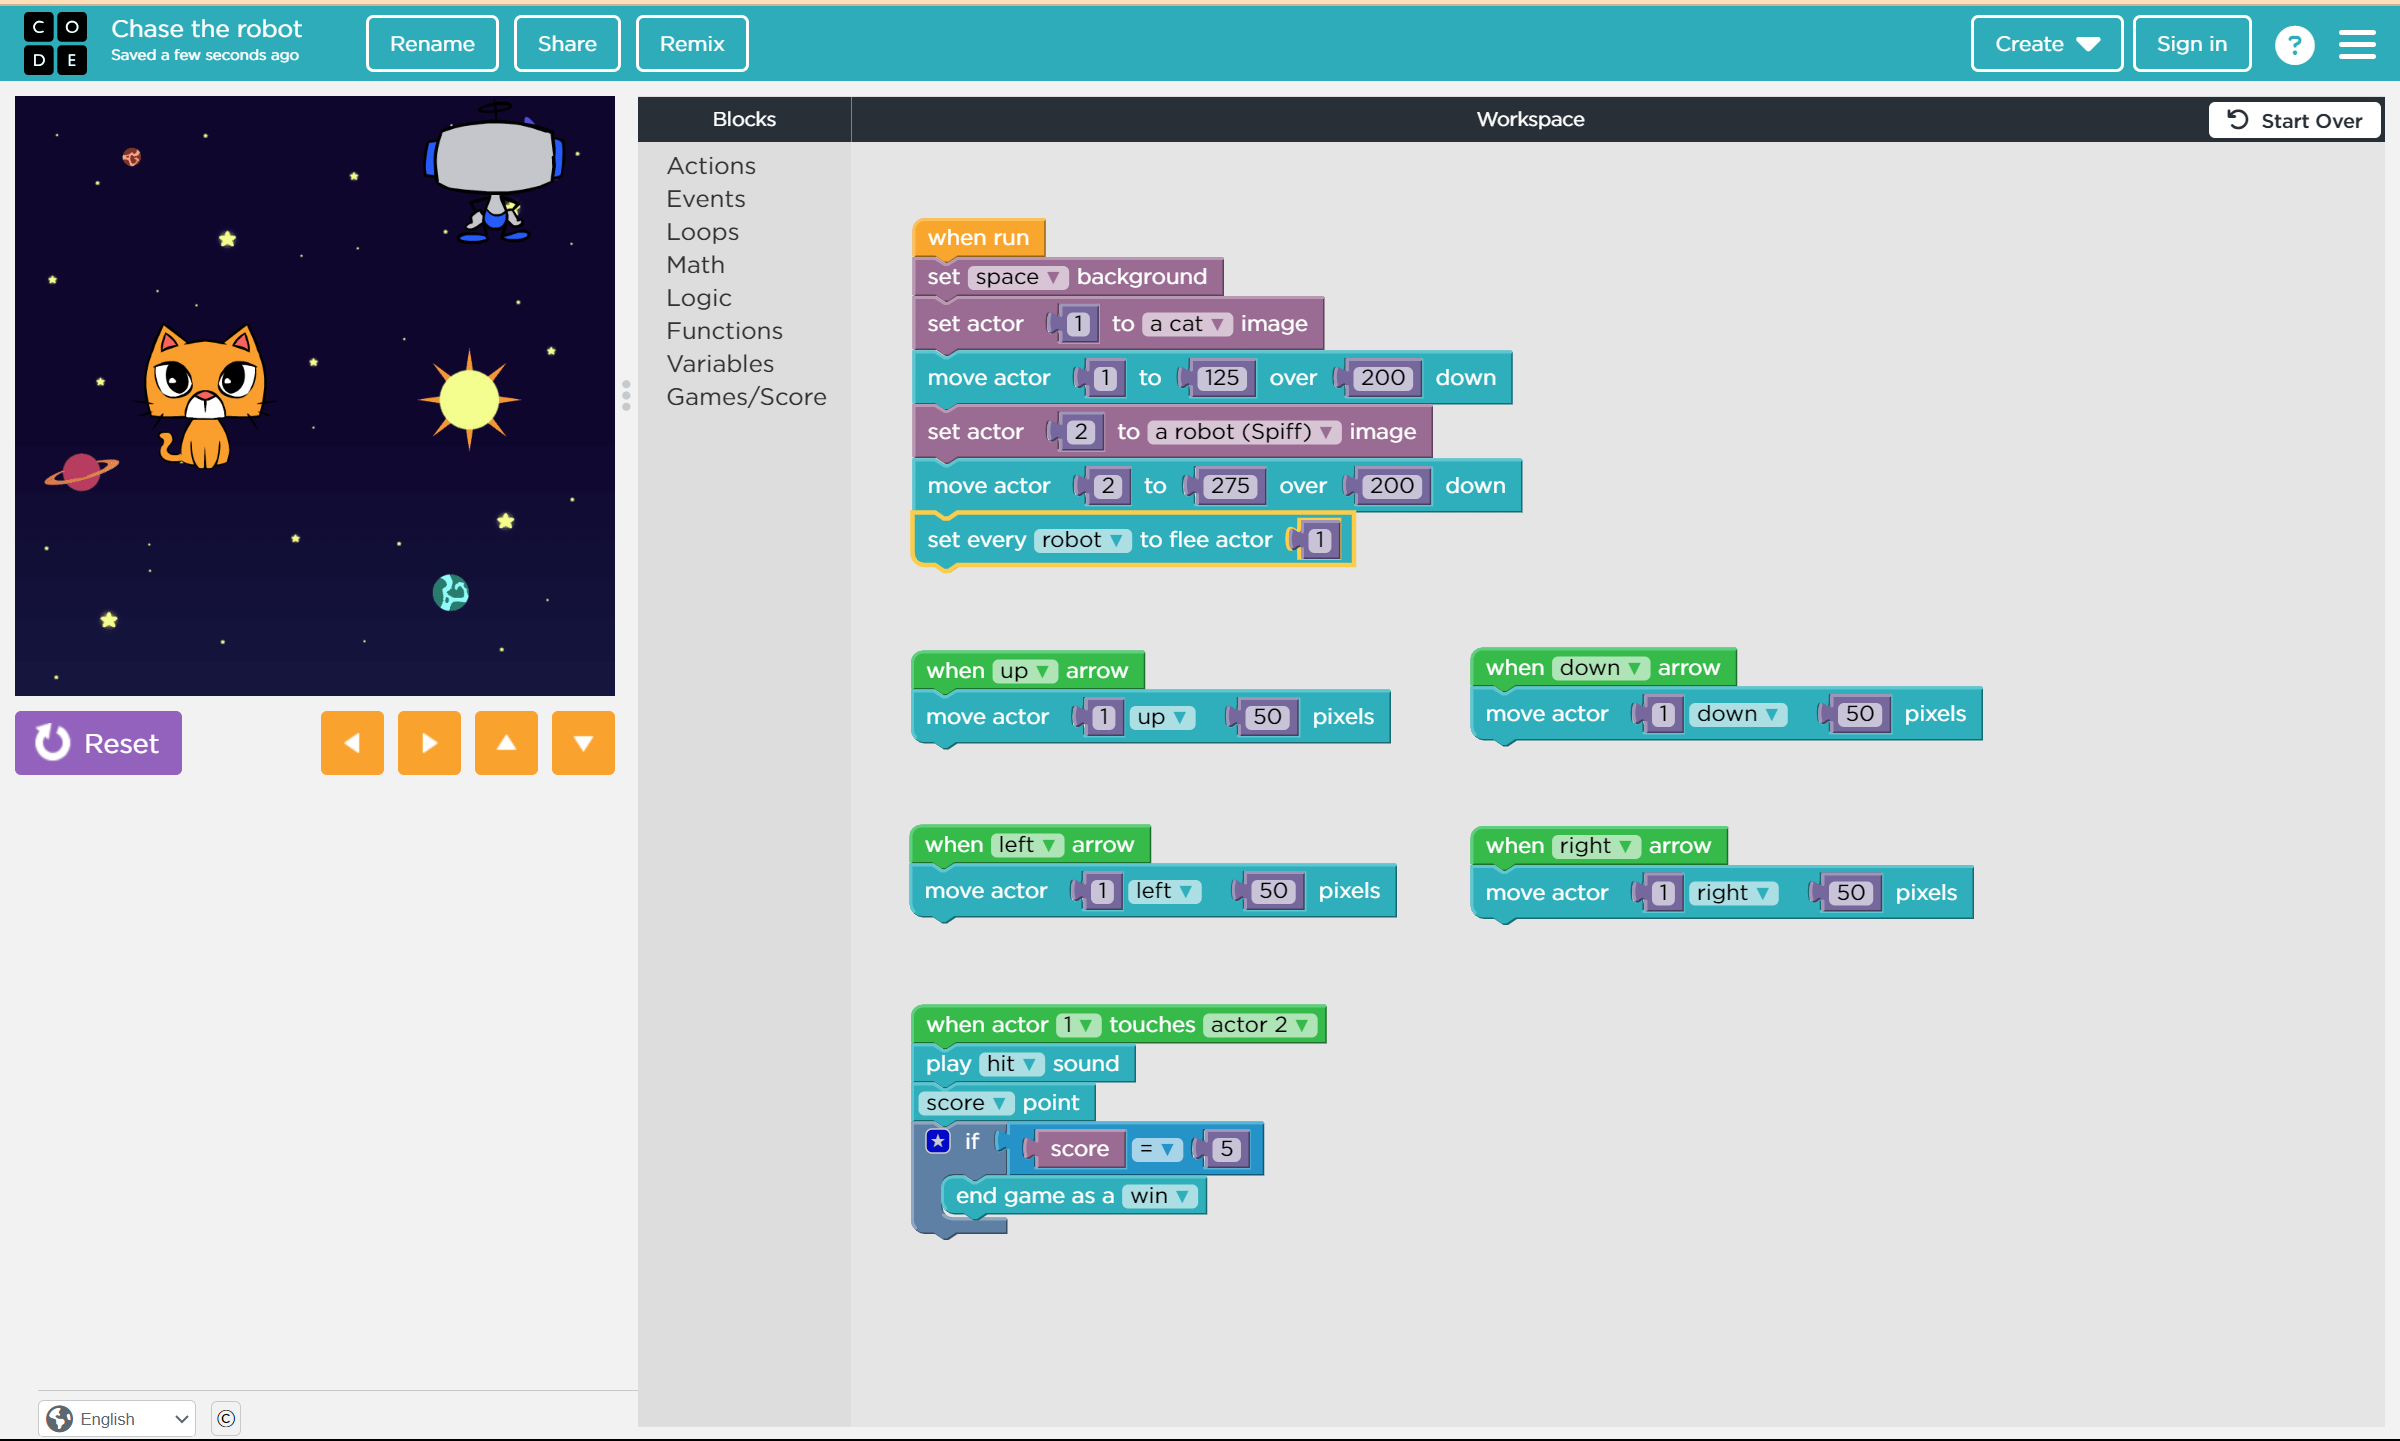 CO
DE
Chase the robot
Saved a few seconds ago
Rename
Share
Remix
Create
Sign in
?
Blocks
Workspace
Start Over
Actions
Events
Loops
Math
Logic
Functions
Variables
Games/Score
when run
set space background
set actor 1 to a cat image
move actor 1 to 125 over 200 down
set actor 2 to a robot (Spiff) image
move actor 2 to 275 over 200 down
set every robot to flee actor 1
when up arrow
move actor 1 up 50 pixels
when down arrow
move actor 1 down 50 pixels
when left arrow
move actor 1 left 50 pixels
when right arrow
move actor 1 right 50 pixels
when actor 1 touches actor 2
play hit sound
score point
if score = 5
end game as a win
Reset
English
©